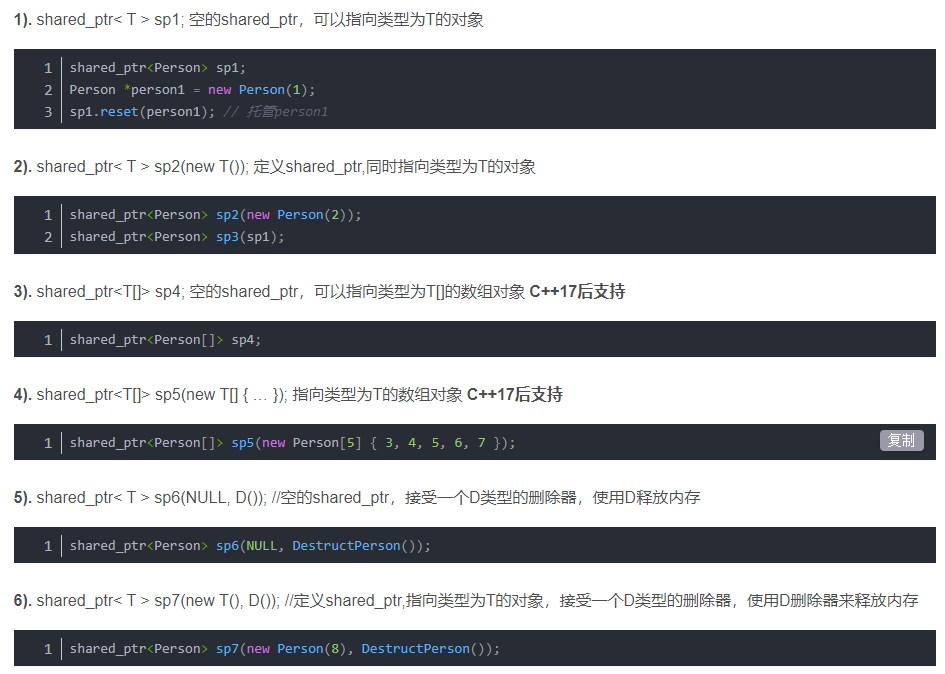 1). shared_ptr< T > sp1; 空的shared_ptr，可以指向类型为T的对象
1 shared_ptr<Person> sp1;
2 Person *person1 = new Person(1);
3 sp1.reset(person1); // 托管person1
2). shared_ptr< T > sp2(new T()); 定义shared_ptr,同时指向类型为T的对象
1 shared_ptr<Person> sp2(new Person(2));
2 shared_ptr<Person> sp3(sp1);
3). shared_ptr<T[]> sp4; 空的shared_ptr，可以指向类型为T[]的数组对象 C++17后支持
1 shared_ptr<Person[]> sp4;
4). shared_ptr<T[]> sp5(new T[] { … }); 指向类型为T的数组对象 C++17后支持
1 shared_ptr<Person[]> sp5(new Person[5] { 3, 4, 5, 6, 7 }); 复制
5). shared_ptr< T > sp6(NULL, D()); //空的shared_ptr，接受一个D类型的删除器，使用D释放内存
1 shared_ptr<Person> sp6(NULL, DestructPerson());
6). shared_ptr< T > sp7(new T(), D()); //定义shared_ptr,指向类型为T的对象，接受一个D类型的删除器，使用D删除器来释放内存
1 shared_ptr<Person> sp7(new Person(8), DestructPerson());